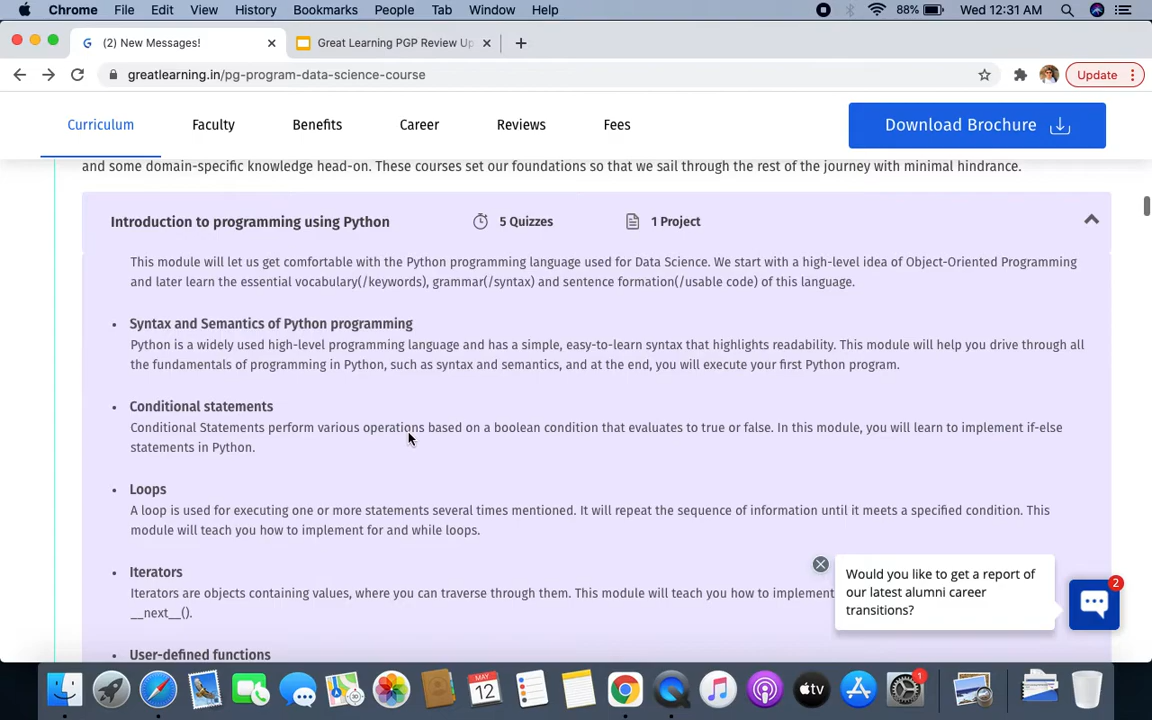 Chrome File Edit View History Bookmarks People Tab Window Help 88% Wed 12:31 AM
(2) New Messages! Great Learning PGP Review Up
greatlearning.in/pg-program-data-science-course Update
Curriculum Faculty Benefits Career Reviews Fees Download Brochure
and some domain-specific knowledge head-on. These courses set our foundations so that we sail through the rest of the journey with minimal hindrance.
Introduction to programming using Python 5 Quizzes 1 Project
This module will let us get comfortable with the Python programming language used for Data Science. We start with a high-level idea of Object-Oriented Programming
and later learn the essential vocabulary(/keywords), grammar(/syntax) and sentence formation(/usable code) of this language.
• Syntax and Semantics of Python programming
Python is a widely used high-level programming language and has a simple, easy-to-learn syntax that highlights readability. This module will help you drive through all
the fundamentals of programming in Python, such as syntax and semantics, and at the end, you will execute your first Python program.
• Conditional statements
Conditional Statements perform various operations based on a boolean condition that evaluates to true or false. In this module, you will learn to implement if-else
statements in Python.
• Loops
A loop is used for executing one or more statements several times mentioned. It will repeat the sequence of information until it meets a specified condition. This
module will teach you how to implement for and while loops.
• Iterators
Iterators are objects containing values, where you can traverse through them. This module will teach you how to implement
__next__().
User-defined functions
Would you like to get a report of
our latest alumni career
transitions?
2
MAY
12
tv
1